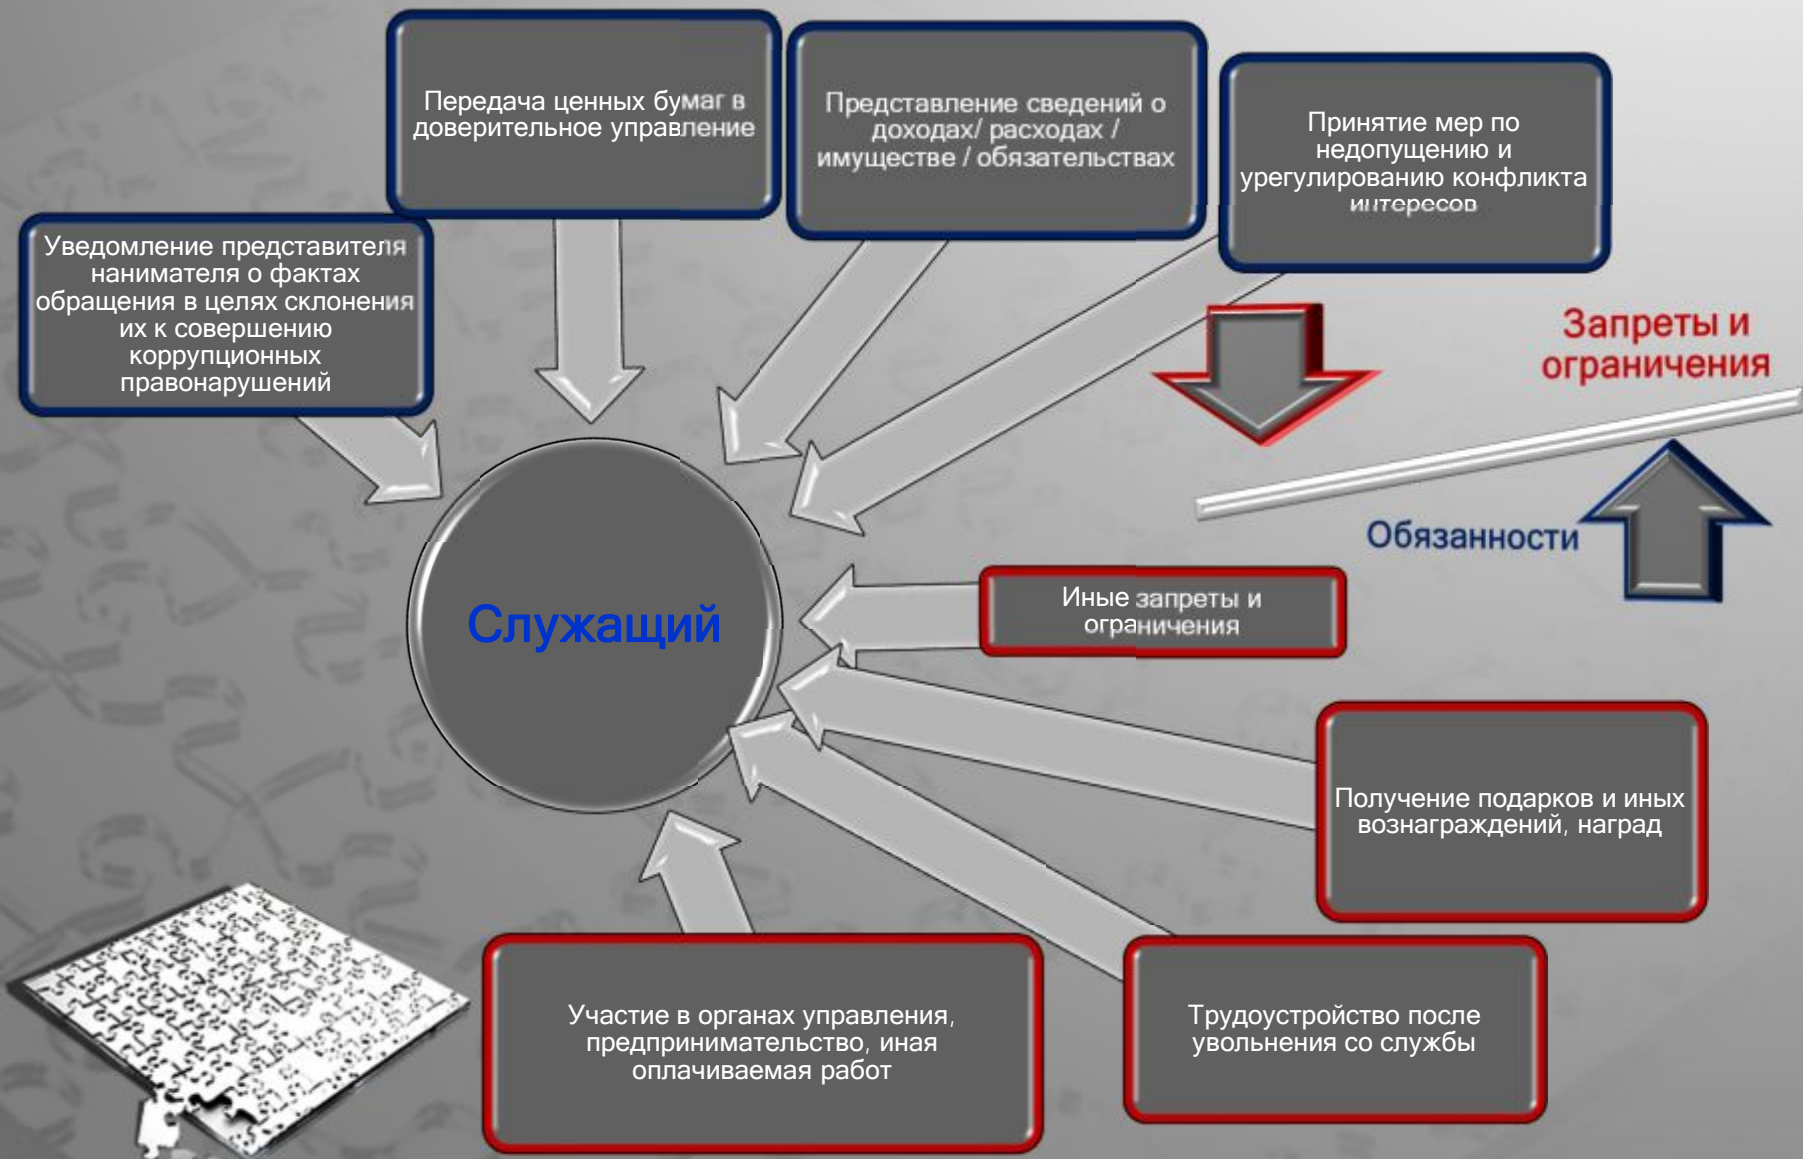 Передача ценных бумаг в
доверительное управление
Представление сведений о
доходах/ расходах /
имуществе / обязательствах
Принятие мер по
недопущению и
урегулированию конфликта
интересов
Уведомление представителя
нанимателя о фактах
обращения в целях склонения
их к совершению
коррупционных
правонарушений
Запреты и
ограничения
Обязанности
Служащий
Иные запреты и
ограничения
Получение подарков и иных
вознаграждений, наград
Участие в органах управления,
предпринимательство, иная
оплачиваемая работ
Трудоустройство после
увольнения со службы